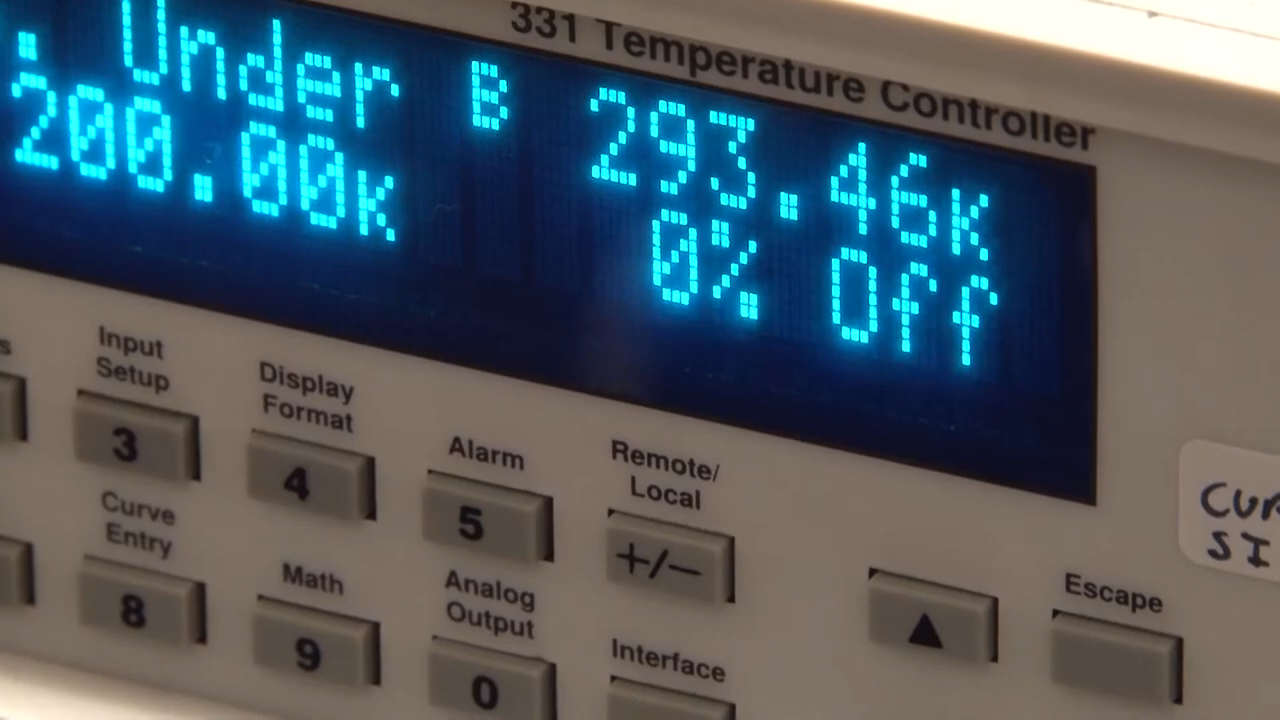 331 Temperature Controller
. Under B 293.46K
200.00K 0% Off
Input Setup
Display Format
Alarm
Remote/ Local
3
4
5
+/−
Curve Entry
Math
Analog Output
Interface
Escape
8
9
0
▲
SI